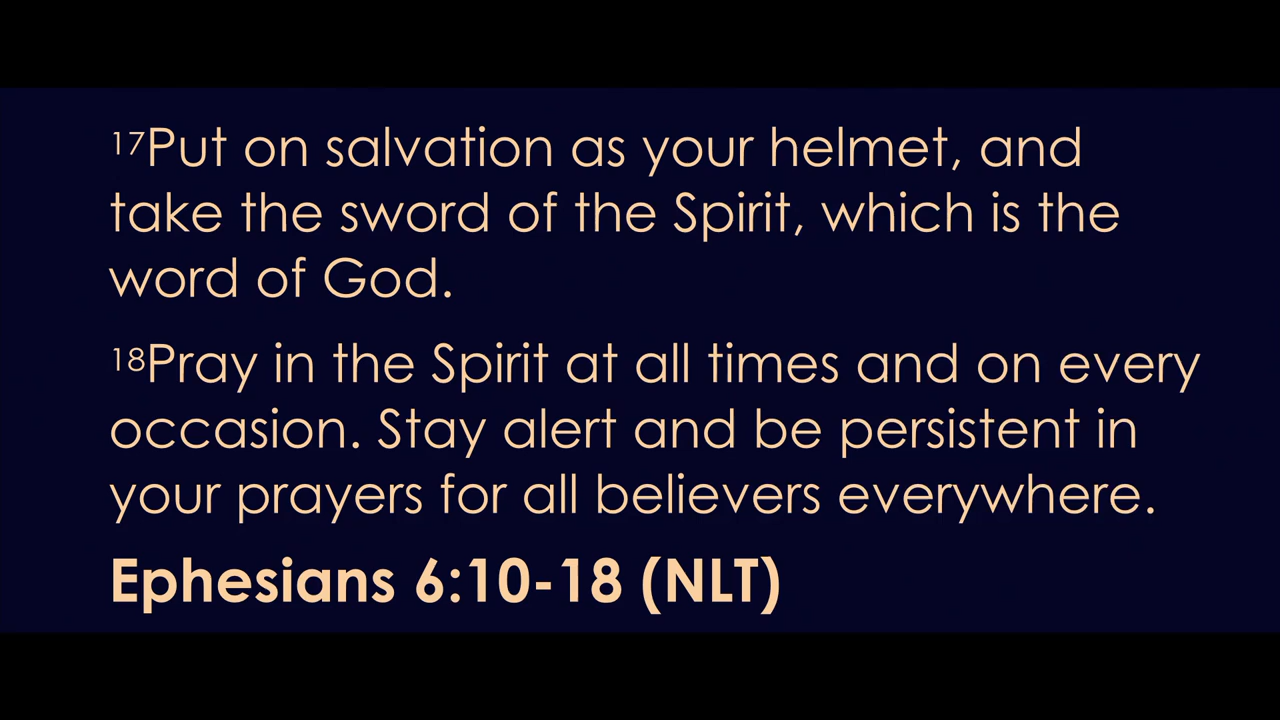 17Put on salvation as your helmet, and
take the sword of the Spirit, which is the
word of God.
18Pray in the Spirit at all times and on every
occasion. Stay alert and be persistent in
your prayers for all believers everywhere.
Ephesians 6:10-18 (NLT)